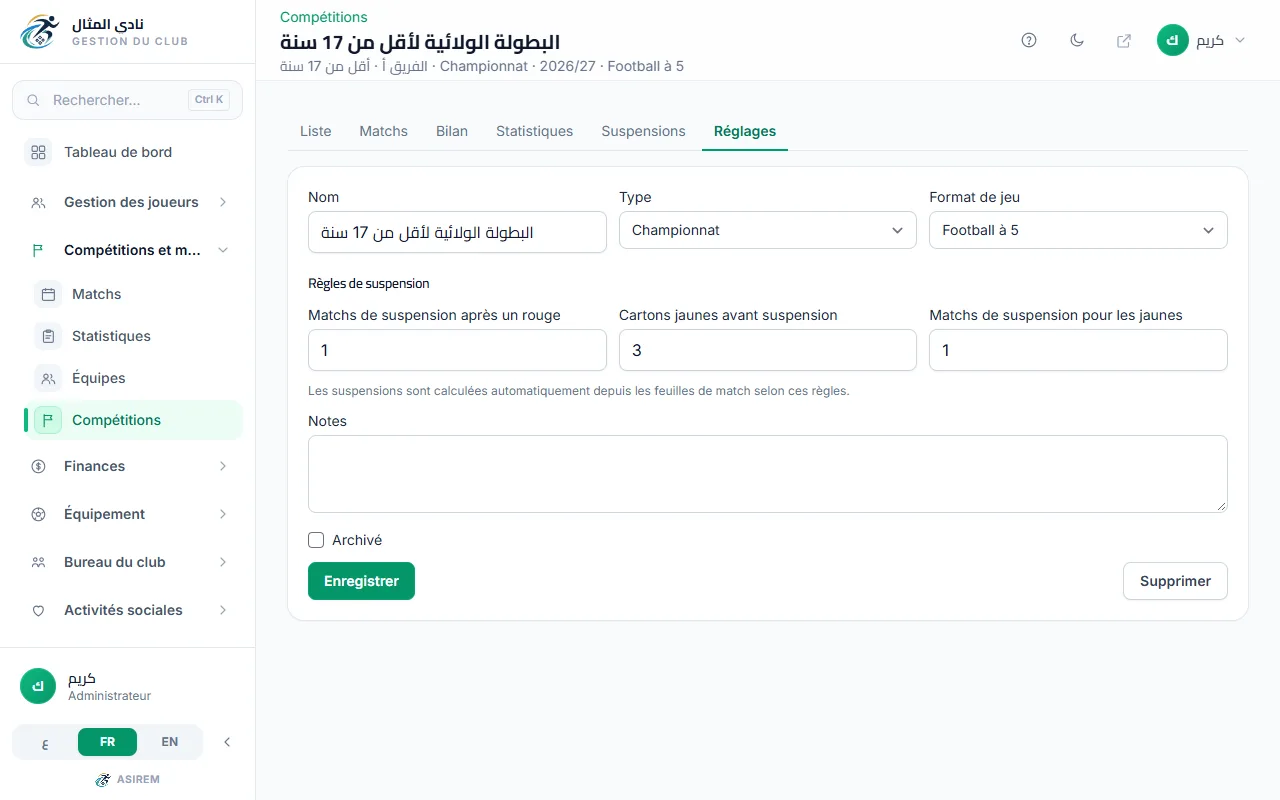 نادي المثال
GESTION DU CLUB
Rechercher...
Ctrl K
Tableau de bord
Gestion des joueurs
Compétitions et m...
Matchs
Statistiques
Équipes
Compétitions
Finances
Équipement
Bureau du club
Activités sociales
ك
كريم
Administrateur
ع
FR
EN
ASIREM
Compétitions
البطولة الولائية لأقل من 17 سنة
الفريق أ · أقل من 17 سنة · Championnat · 2026/27 · Football à 5
ك
كريم
Liste
Matchs
Bilan
Statistiques
Suspensions
Réglages
Nom
Type
Format de jeu
البطولة الولائية لأقل من 17 سنة
Championnat
Football à 5
Règles de suspension
Matchs de suspension après un rouge
Cartons jaunes avant suspension
Matchs de suspension pour les jaunes
1
3
1
Les suspensions sont calculées automatiquement depuis les feuilles de match selon ces règles.
Notes
Archivé
Enregistrer
Supprimer